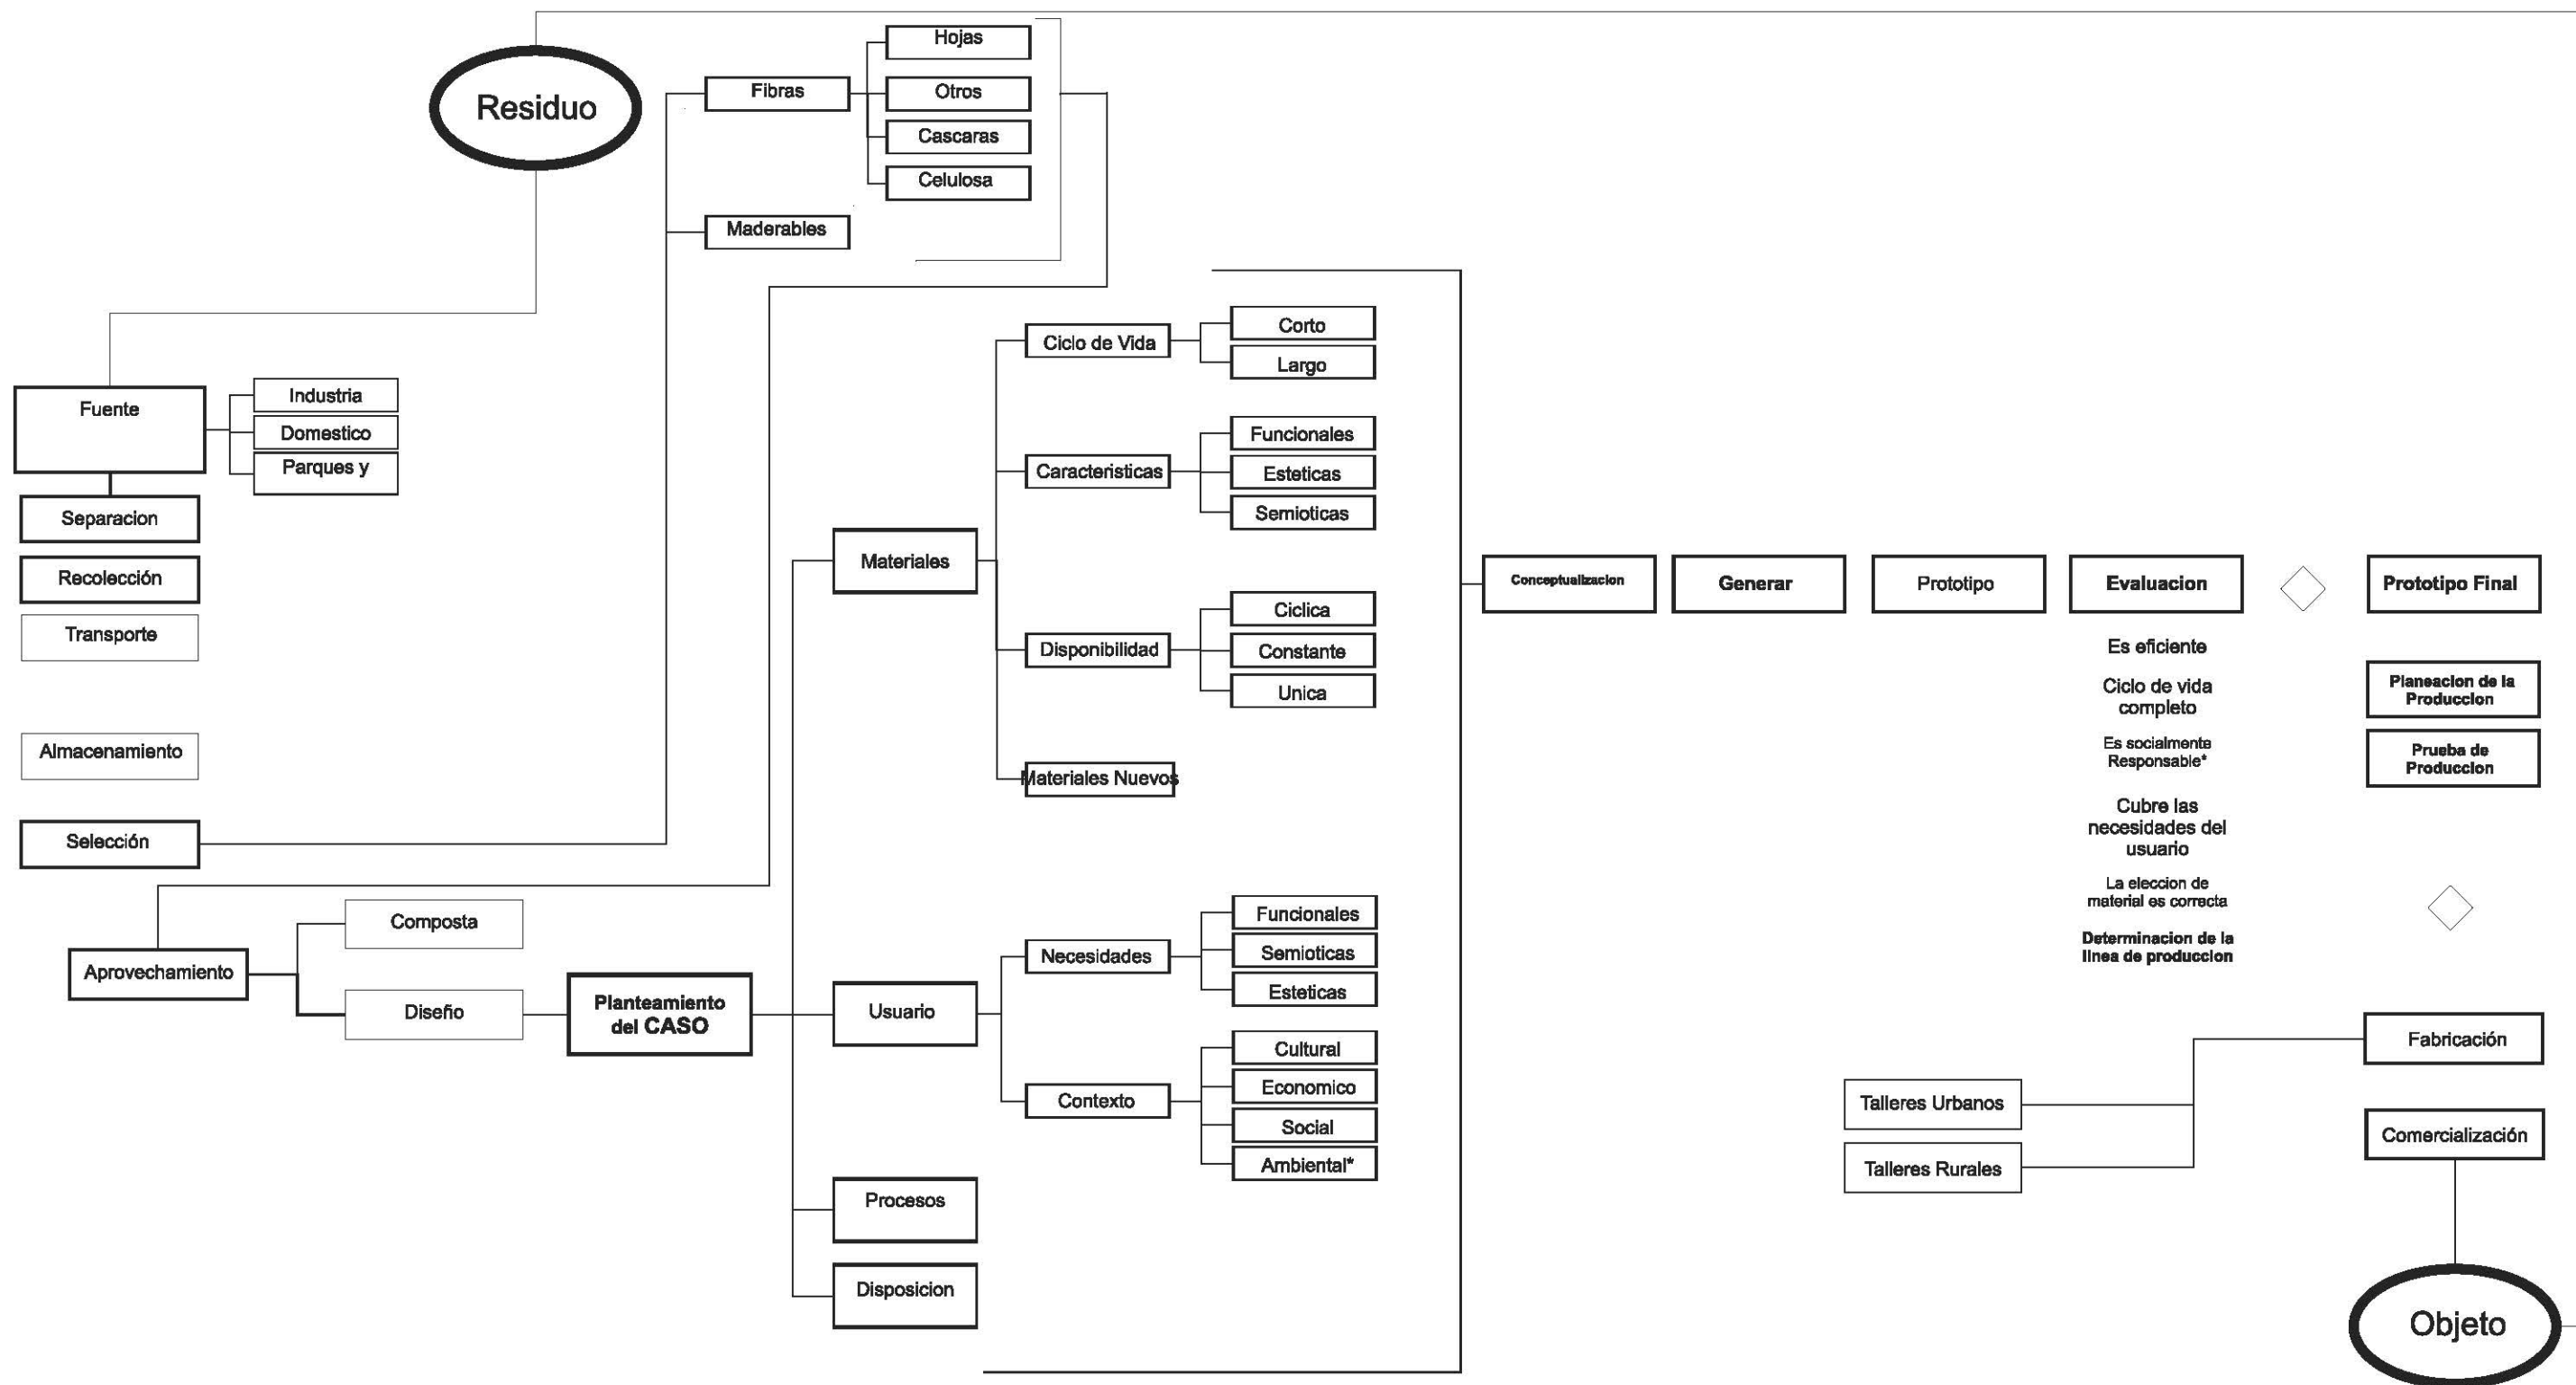 Residuo
Hojas
Fibras
Otros
Cascaras
Celulosa
Maderables
Fuente
Industria
Domestico
Parques y
Separacion
Recolección
Transporte
Almacenamiento
Selección
Aprovechamiento
Composta
Diseño
Planteamiento
del CASO
Materiales
Ciclo de Vida
Corto
Largo
Caracteristicas
Funcionales
Esteticas
Semioticas
Disponibilidad
Ciclica
Constante
Unica
Materiales Nuevos
Usuario
Necesidades
Funcionales
Semioticas
Esteticas
Contexto
Cultural
Economico
Social
Ambiental*
Procesos
Disposicion
Conceptualizacion
Generar
Prototipo
Evaluacion
Es eficiente
Ciclo de vida
completo
Es socialmente
Responsable*
Cubre las
necesidades del
usuario
La eleccion de
material es correcta
Determinacion de la
linea de produccion
Prototipo Final
Planeacion de la
Produccion
Prueba de
Produccion
Fabricación
Talleres Urbanos
Talleres Rurales
Comercialización
Objeto